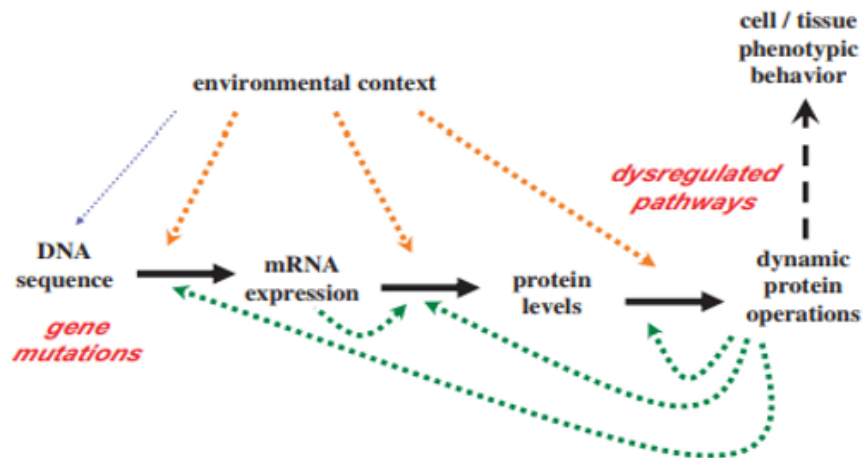 cell / tissue
phenotypic
behavior
environmental context
dysregulated
pathways
DNA
sequence
mRNA
expression
protein
levels
dynamic
protein
operations
gene
mutations